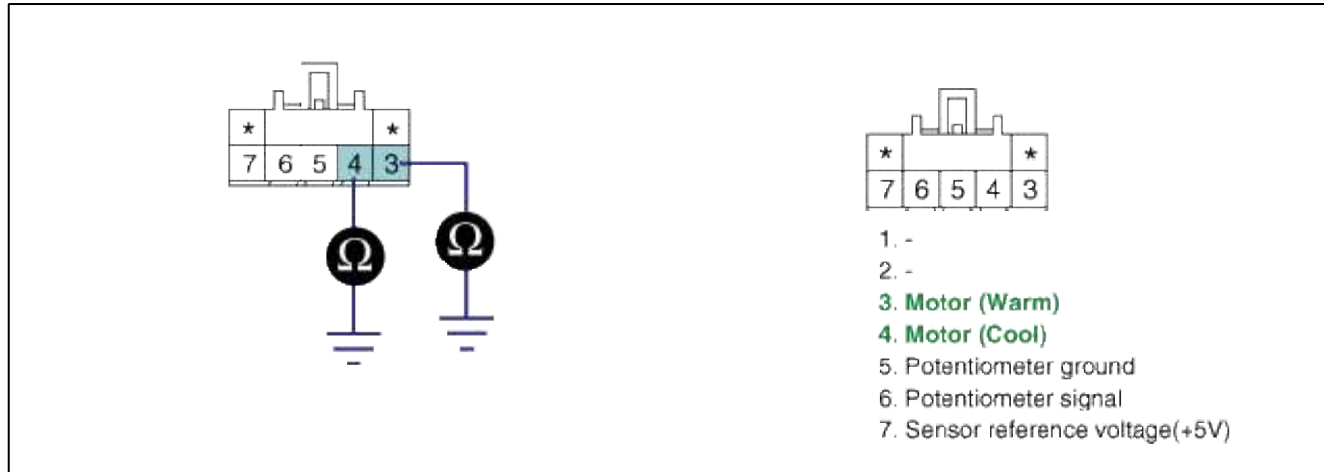 * *
7 6 5 4 3
Ω Ω
* *
7 6 5 4 3
1. -
2. -
3. Motor (Warm)
4. Motor (Cool)
5. Potentiometer ground
6. Potentiometer signal
7. Sensor reference voltage(+5V)